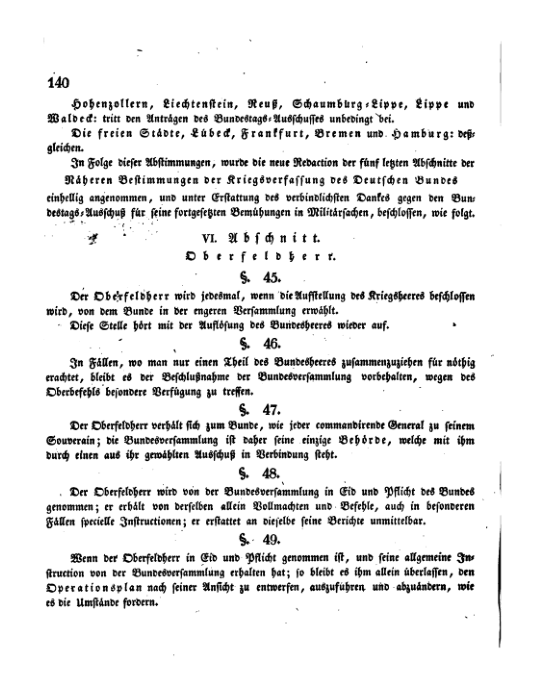 140
Hohenzollern, Liechtenstein, Reuß, Schaumburg-Lippe, Lippe und
Waldeck: tritt den Anträgen des Bundestags-Ausschusses unbedingt bei.
Die freien Städte, Lübeck, Frankfurt, Bremen und Hamburg: deß-
gleichen.
In Folge dieser Abstimmungen, wurde die neue Redaction der fünf letzten Abschnitte der
Näheren Bestimmungen der Kriegsverfassung des Deutschen Bundes
einhellig angenommen, und unter Erstattung des verbindlichsten Dankes gegen den Bun-
destags-Ausschuß für seine fortgesetzten Bemühungen in Militärsachen, beschlossen, wie folgt.
VI. Abschnitt.
Oberfeldherr.
§. 45.
Der Oberfeldherr wird jedesmal, wenn die Aufstellung des Kriegsheeres beschlossen
wird, von dem Bunde in der engeren Versammlung erwählt.
Diese Stelle hört mit der Auflösung des Bundesheeres wieder auf.
§. 46.
In Fällen, wo man nur einen Theil des Bundesheeres zusammenzuziehen für nöthig
erachtet, bleibt es der Beschlußnahme der Bundesversammlung vorbehalten, wegen des
Oberbefehls besondere Verfügung zu treffen.
§. 47.
Der Oberfeldherr verhält sich zum Bunde, wie jeder commandirende General zu seinem
Souverain; die Bundesversammlung ist daher seine einzige Behörde, welche mit ihm
durch einen aus ihr gewählten Ausschuß in Verbindung steht.
§. 48.
Der Oberfeldherr wird von der Bundesversammlung in Eid und Pflicht des Bundes
genommen; er erhält von derselben allein Vollmachten und Befehle, auch in besonderen
Fällen specielle Instructionen; er erstattet an dieselbe seine Berichte unmittelbar.
§. 49.
Wenn der Oberfeldherr in Eid und Pflicht genommen ist, und seine allgemeine In-
struction von der Bundesversammlung erhalten hat; so bleibt es ihm allein überlassen, den
Operationsplan nach seiner Ansicht zu entwerfen, auszuführen und abzuändern, wie
es die Umstände fordern.